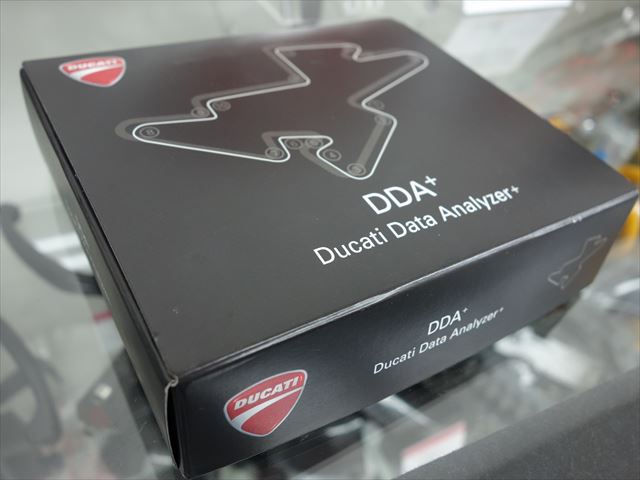 DUCATI
DDA+
Ducati Data Analyzer+
DDA+
Ducati Data Analyzer+
DUCATI